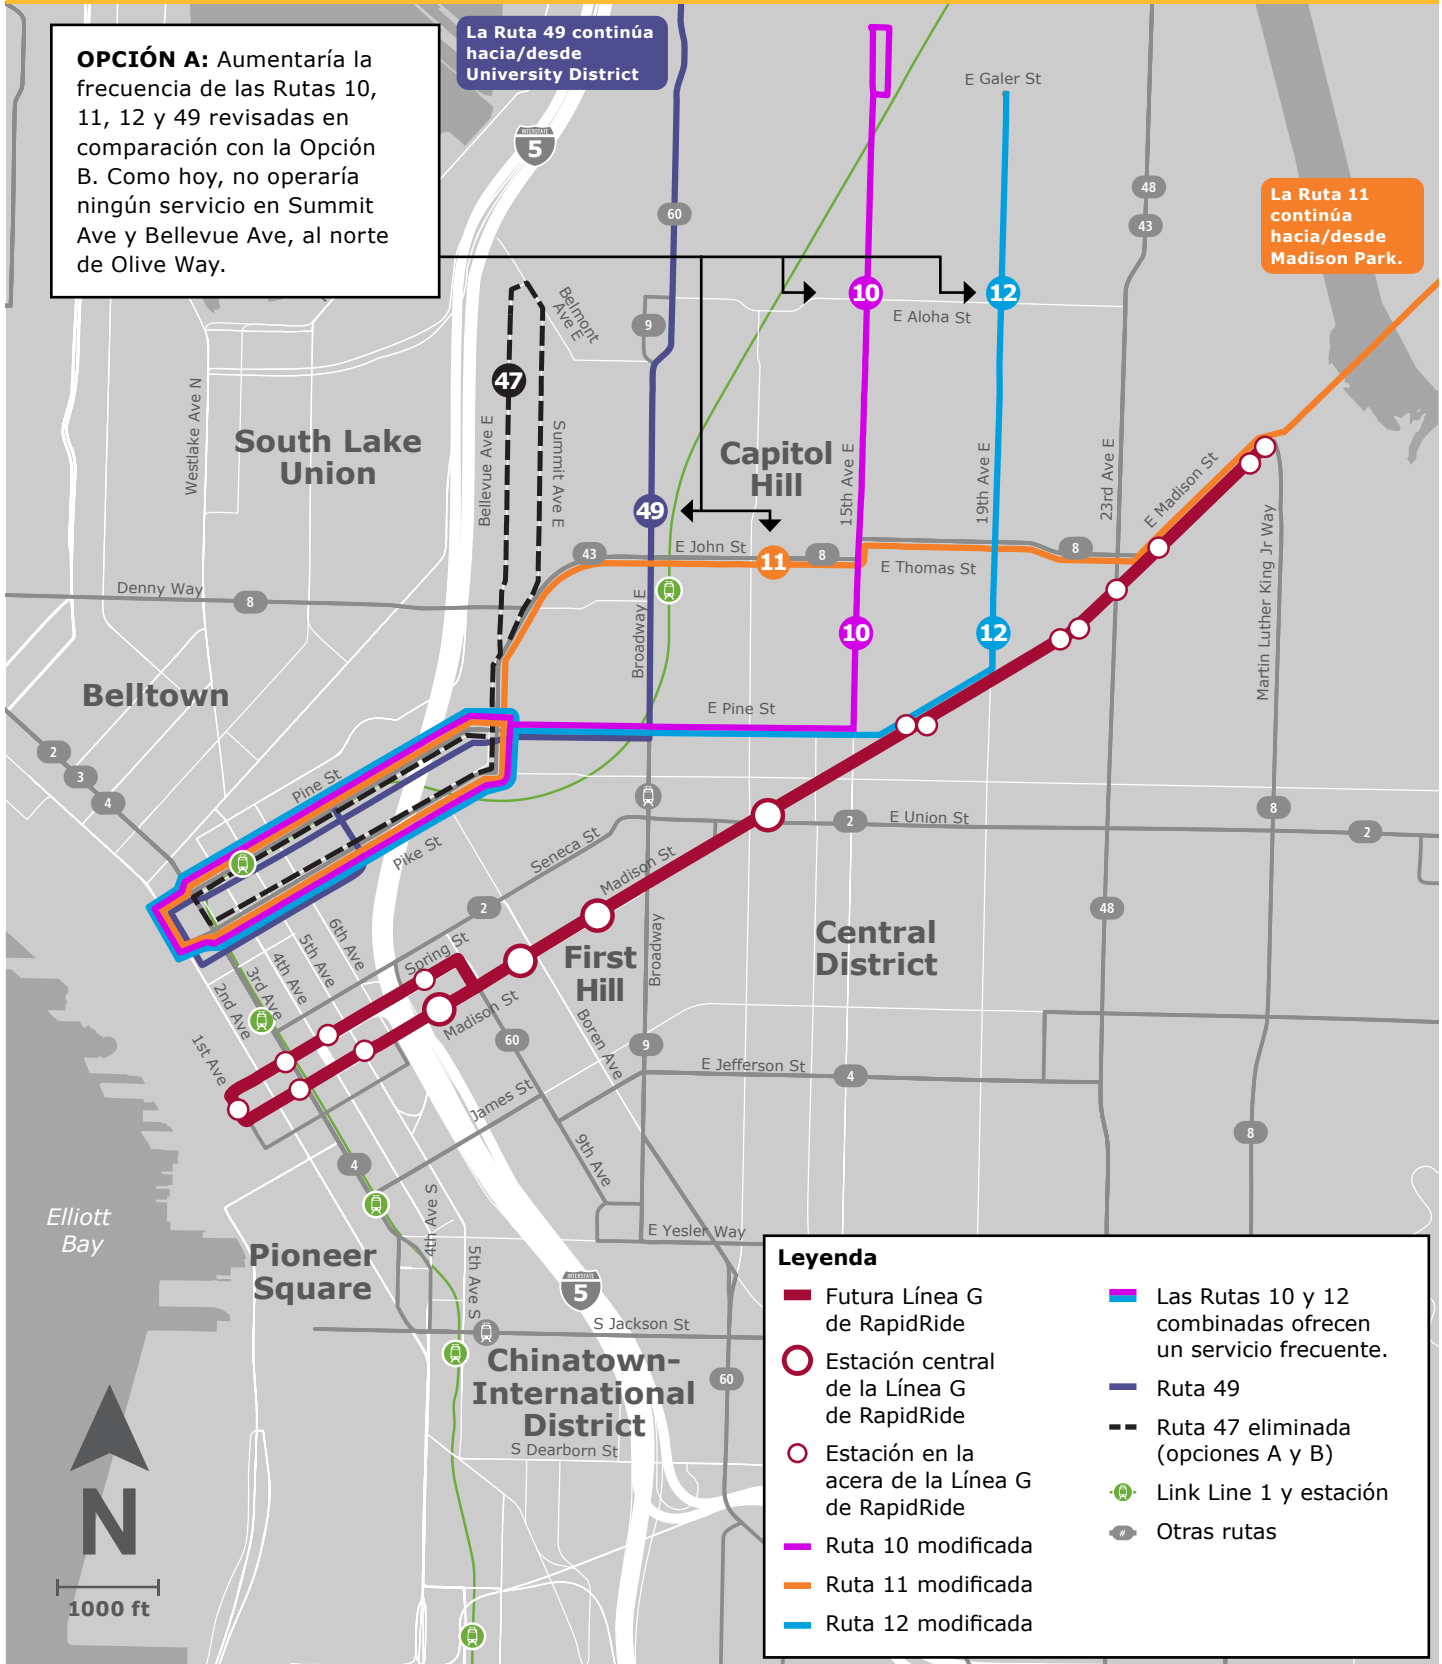 OPCIÓN A: Aumentaría la
frecuencia de las Rutas 10,
11, 12 y 49 revisadas en
comparación con la Opción
B. Como hoy, no operaría
ningún servicio en Summit
Ave y Bellevue Ave, al norte
de Olive Way.
La Ruta 49 continúa
hacia/desde
University District
INTERSTATE
5
E Galer St
La Ruta 11
continúa
hacia/desde
Madison Park.
48
43
60
10
12
E Aloha St
Belmont
Ave E
9
47
Westlake Ave N
South Lake
Union
Bellevue Ave E
Summit Ave E
Capitol
Hill
15th Ave E
19th Ave E
23rd Ave E
E Madison St
Martin Luther King Jr Way
49
43
E John St
8
11
E Thomas St
8
Denny Way
8
Broadway E
10
12
Belltown
E Pine St
2
3
4
Pine St
Pike St
Seneca St
2
E Union St
8
2
Madison St
2
48
Central
District
First
Hill
Broadway
6th Ave
5th Ave
4th Ave
3rd Ave
2nd Ave
1st Ave
Spring St
Madison St
60
Boren Ave
9
E Jefferson St
4
James St
9th Ave
8
4
Elliott
Bay
Pioneer
Square
4th Ave S
5th Ave S
E Yesler Way
INTERSTATE
5
S Jackson St
Chinatown-
International
District
60
S Dearborn St
N
1000 ft
Leyenda
Futura Línea G
de RapidRide
Estación central
de la Línea G
de RapidRide
Estación en la
acera de la Línea G
de RapidRide
Ruta 10 modificada
Ruta 11 modificada
Ruta 12 modificada
Las Rutas 10 y 12
combinadas ofrecen
un servicio frecuente.
Ruta 49
Ruta 47 eliminada
(opciones A y B)
Link Line 1 y estación
#
Otras rutas